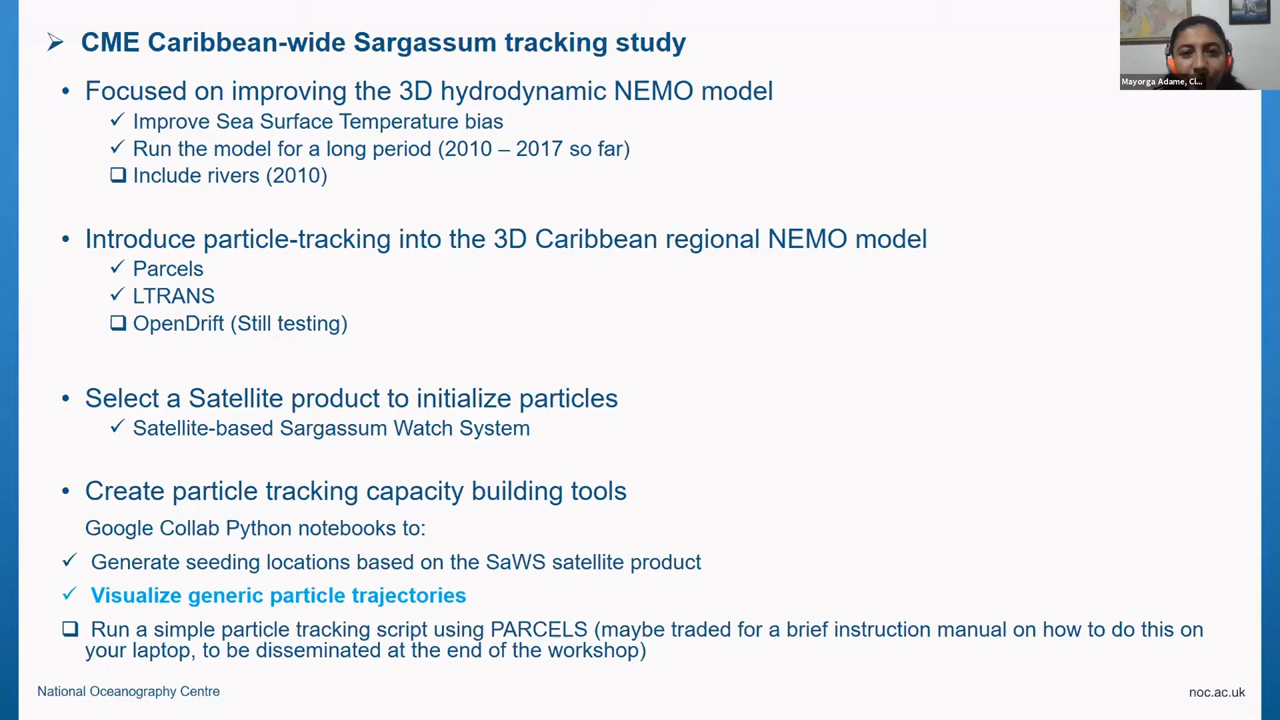 CME Caribbean-wide Sargassum tracking study
Mayorga Adame, Cl...
• Focused on improving the 3D hydrodynamic NEMO model
✓ Improve Sea Surface Temperature bias
✓ Run the model for a long period (2010 – 2017 so far)
❑ Include rivers (2010)
• Introduce particle-tracking into the 3D Caribbean regional NEMO model
✓ Parcels
✓ LTRANS
❑ OpenDrift (Still testing)
• Select a Satellite product to initialize particles
✓ Satellite-based Sargassum Watch System
• Create particle tracking capacity building tools
Google Collab Python notebooks to:
✓ Generate seeding locations based on the SaWS satellite product
✓ Visualize generic particle trajectories
❑ Run a simple particle tracking script using PARCELS (maybe traded for a brief instruction manual on how to do this on
your laptop, to be disseminated at the end of the workshop)
National Oceanography Centre
noc.ac.uk